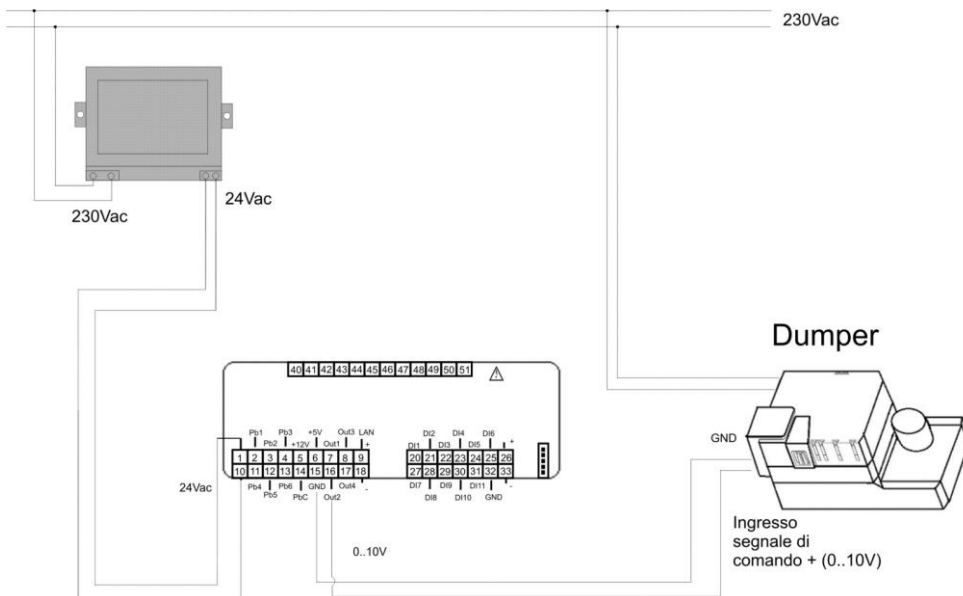 230Vac
24Vac
230Vac
Dumper
40 41 42 43 44 45 46 47 48 49 50 51
Pb1 Pb3 +5V Out3 LAN
Pb2 +12V Out1 +
1 2 3 4 5 6 7 8 9
10 11 12 13 14 15 16 17 18
Pb4 Pb6 GND Out4 -
Pb5 PbC Out2
DI2 DI4 DI6
DI1 DI3 DI5 +
20 21 22 23 24 25 26
27 28 29 30 31 32 33
DI7 DI9 DI11 -
DI8 DI10 GND
24Vac
GND
0..10V
Ingresso
segnale di
comando + (0..10V)